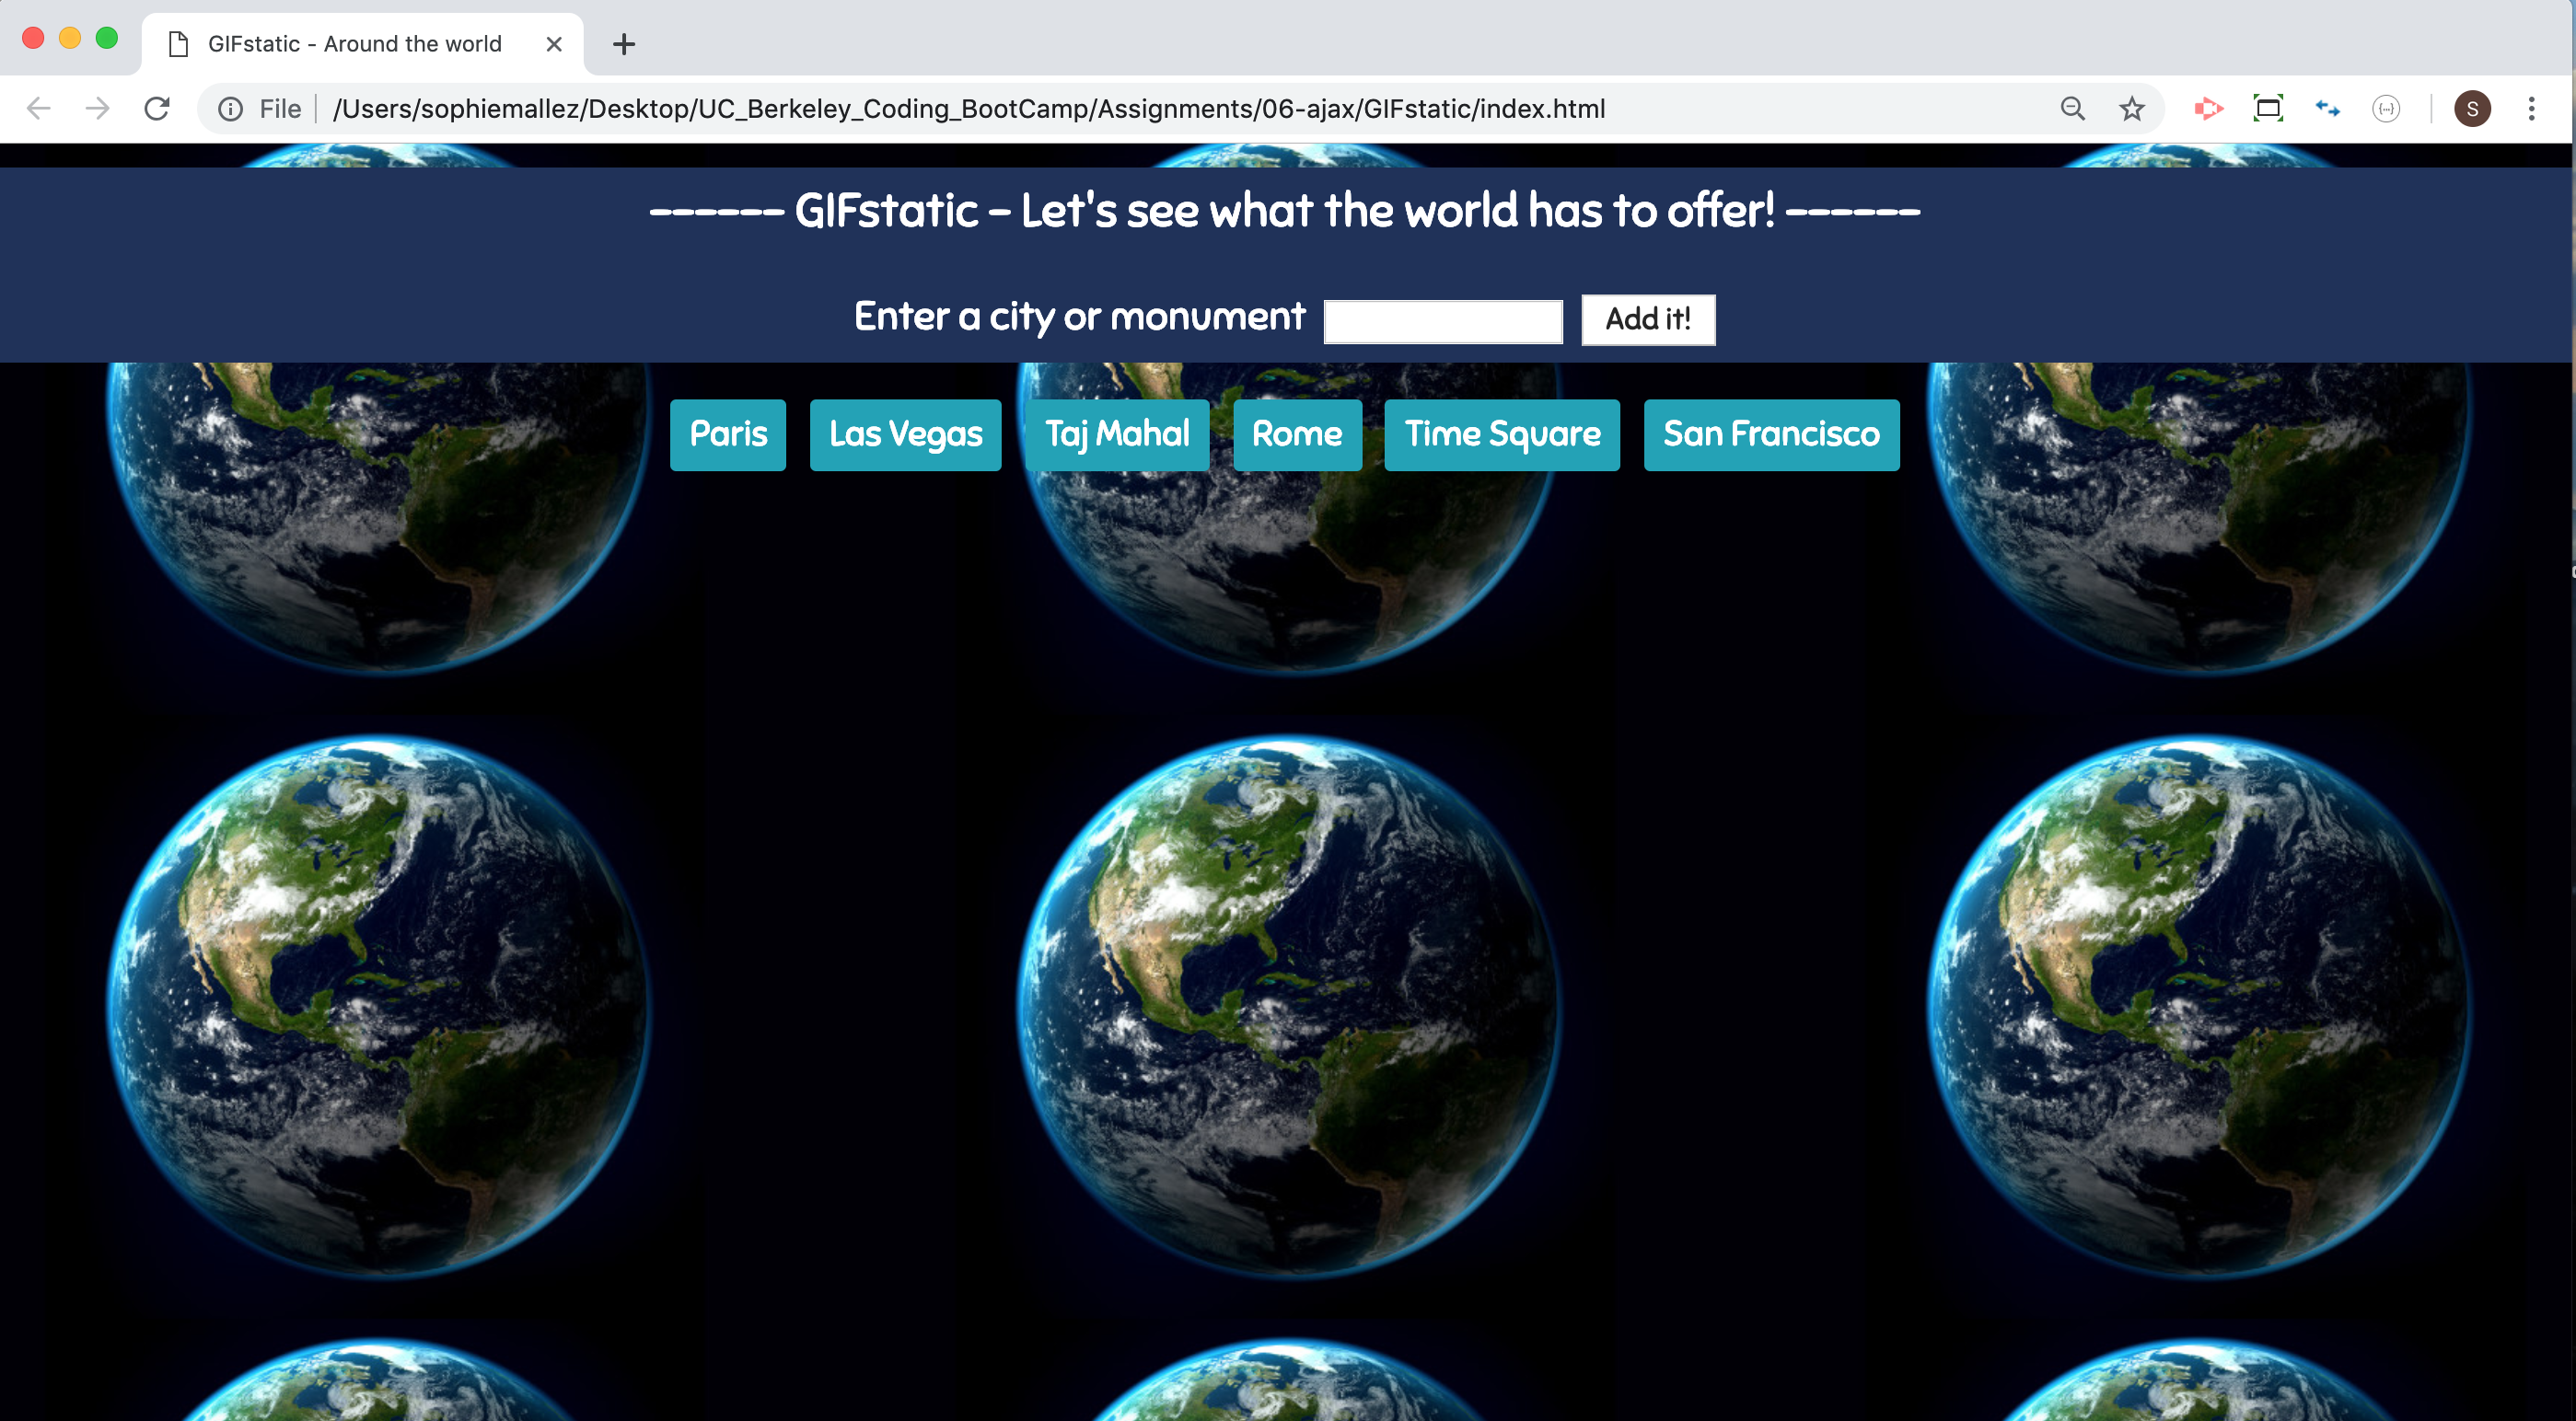 GIFstatic - Around the world
File /Users/sophiemallez/Desktop/UC_Berkeley_Coding_BootCamp/Assignments/06-ajax/GIFstatic/index.html
S
------ GIFstatic - Let's see what the world has to offer! ------
Enter a city or monument Add it!
Paris Las Vegas Taj Mahal Rome Time Square San Francisco